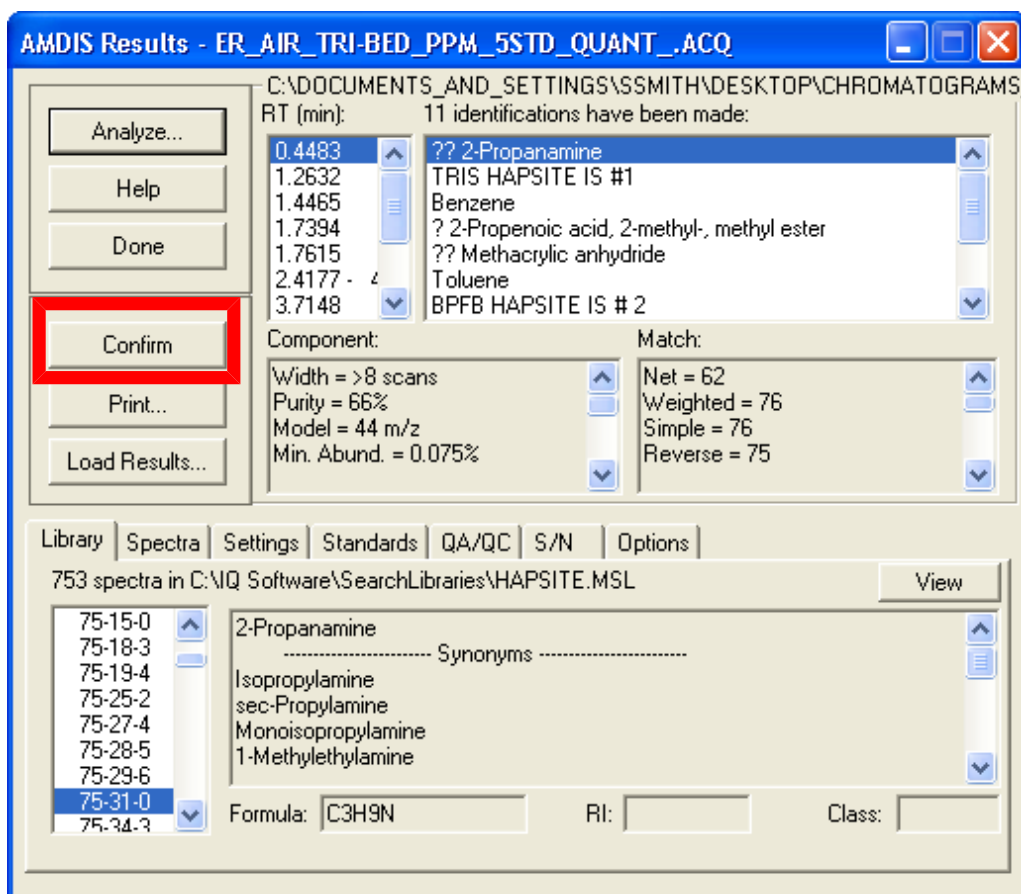 AMDIS Results - ER_AIR_TRI-BED_PPM_5STD_QUANT_.ACQ
C:\DOCUMENTS_AND_SETTINGS\SSMITH\DESKTOP\CHROMATOGRAMS
Analyze...
Help
Done
Confirm
Print...
Load Results...
RT (min): 11 identifications have been made:
0.4483 ?? 2-Propanamine
1.2632 TRIS HAPSITE IS #1
1.4465 Benzene
1.7394 ? 2-Propenoic acid, 2-methyl-, methyl ester
1.7615 ?? Methacrylic anhydride
2.4177 - Toluene
3.7148 BPFB HAPSITE IS # 2
Component:
Width = >8 scans
Purity = 66%
Model = 44 m/z
Min. Abund. = 0.075%
Match:
Net = 62
Weighted = 76
Simple = 76
Reverse = 75
Library Spectra Settings Standards QA/QC S/N Options
753 spectra in C:\IQ Software\SearchLibraries\HAPSITE.MSL View
75-15-0
75-18-3
75-19-4
75-25-2
75-27-4
75-28-5
75-29-6
75-31-0
75-34-3
2-Propanamine
------------------------- Synonyms -------------------------
Isopropylamine
sec-Propylamine
Monoisopropylamine
1-Methylethylamine
Formula: C3H9N RI: Class: